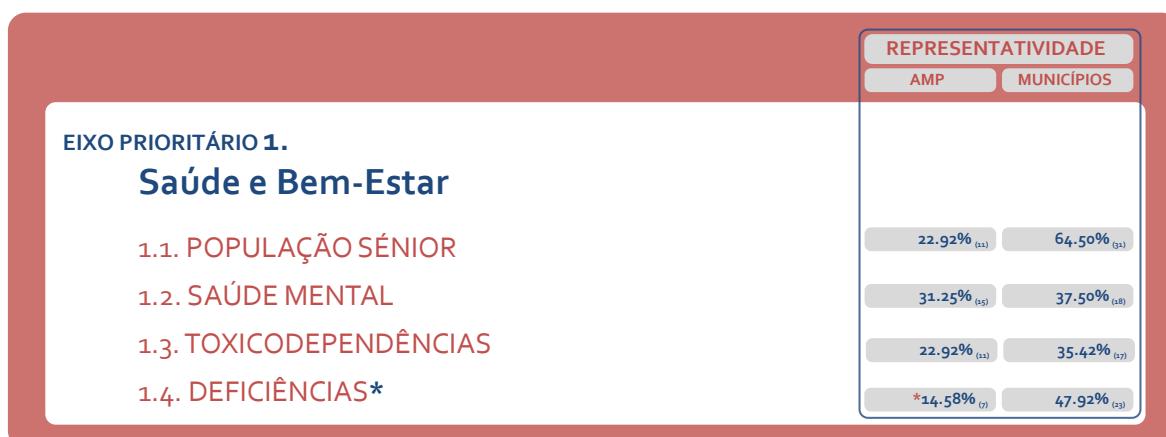 REPRESENTATIVIDADE
AMP MUNICÍPIOS
EIXO PRIORITÁRIO 1.
Saúde e Bem-Estar
1.1. POPULAÇÃO SÉNIOR 22.92% (11) 64.50% (31)
1.2. SAÚDE MENTAL 31.25% (15) 37.50% (18)
1.3. TOXICODEPENDÊNCIAS 22.92% (11) 35.42% (17)
1.4. DEFICIÊNCIAS* *14.58% (7) 47.92% (23)